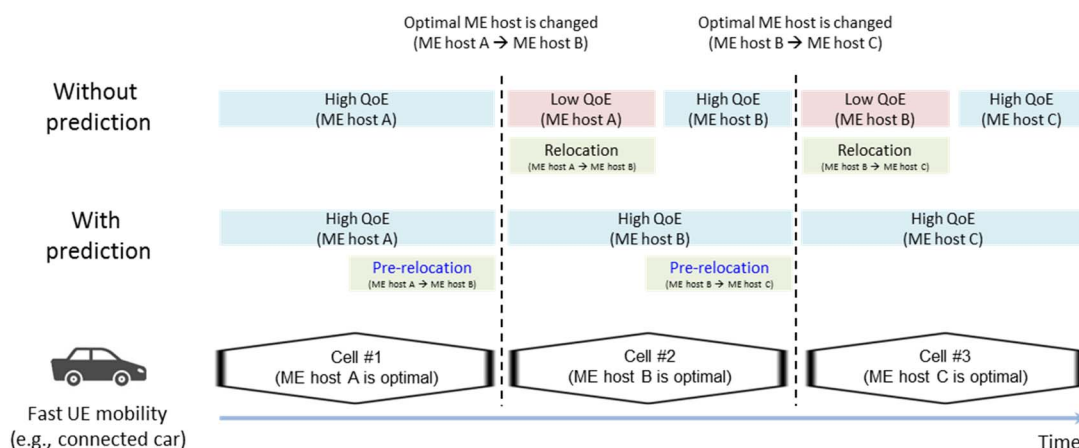 Optimal ME host is changed
(ME host A → ME host B)
Optimal ME host is changed
(ME host B → ME host C)
Without
prediction
High QoE
(ME host A)
Low QoE
(ME host A)
High QoE
(ME host B)
Low QoE
(ME host B)
High QoE
(ME host C)
Relocation
(ME host A → ME host B)
Relocation
(ME host B → ME host C)
With
prediction
High QoE
(ME host A)
High QoE
(ME host B)
High QoE
(ME host C)
Pre-relocation
(ME host A → ME host B)
Pre-relocation
(ME host B → ME host C)
Cell #1
(ME host A is optimal)
Cell #2
(ME host B is optimal)
Cell #3
(ME host C is optimal)
Fast UE mobility
(e.g., connected car)
Time